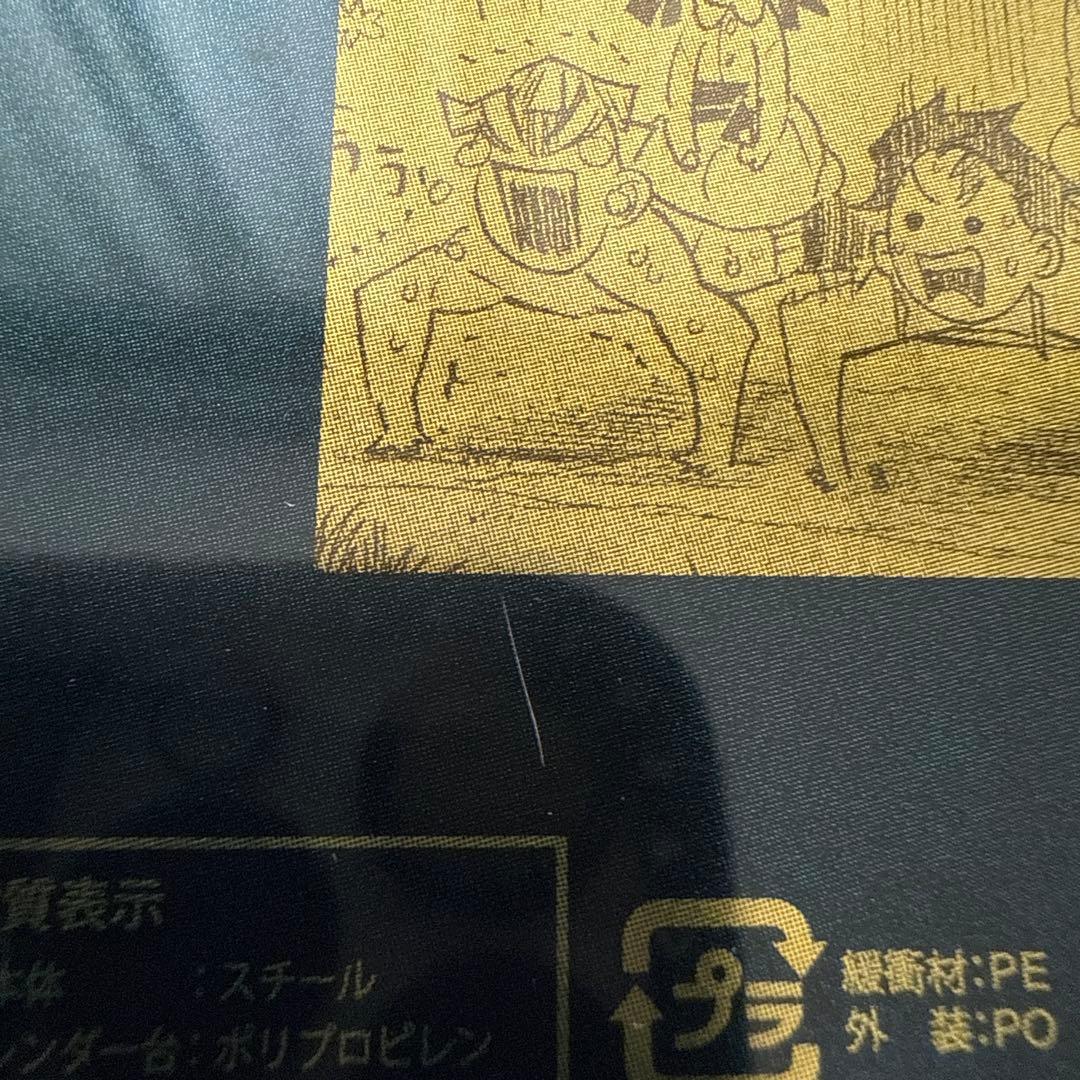 質表示
本体　：スチール
ンダー台：ポリプロピレン
プラ
緩衝材：PE
外　装：PO